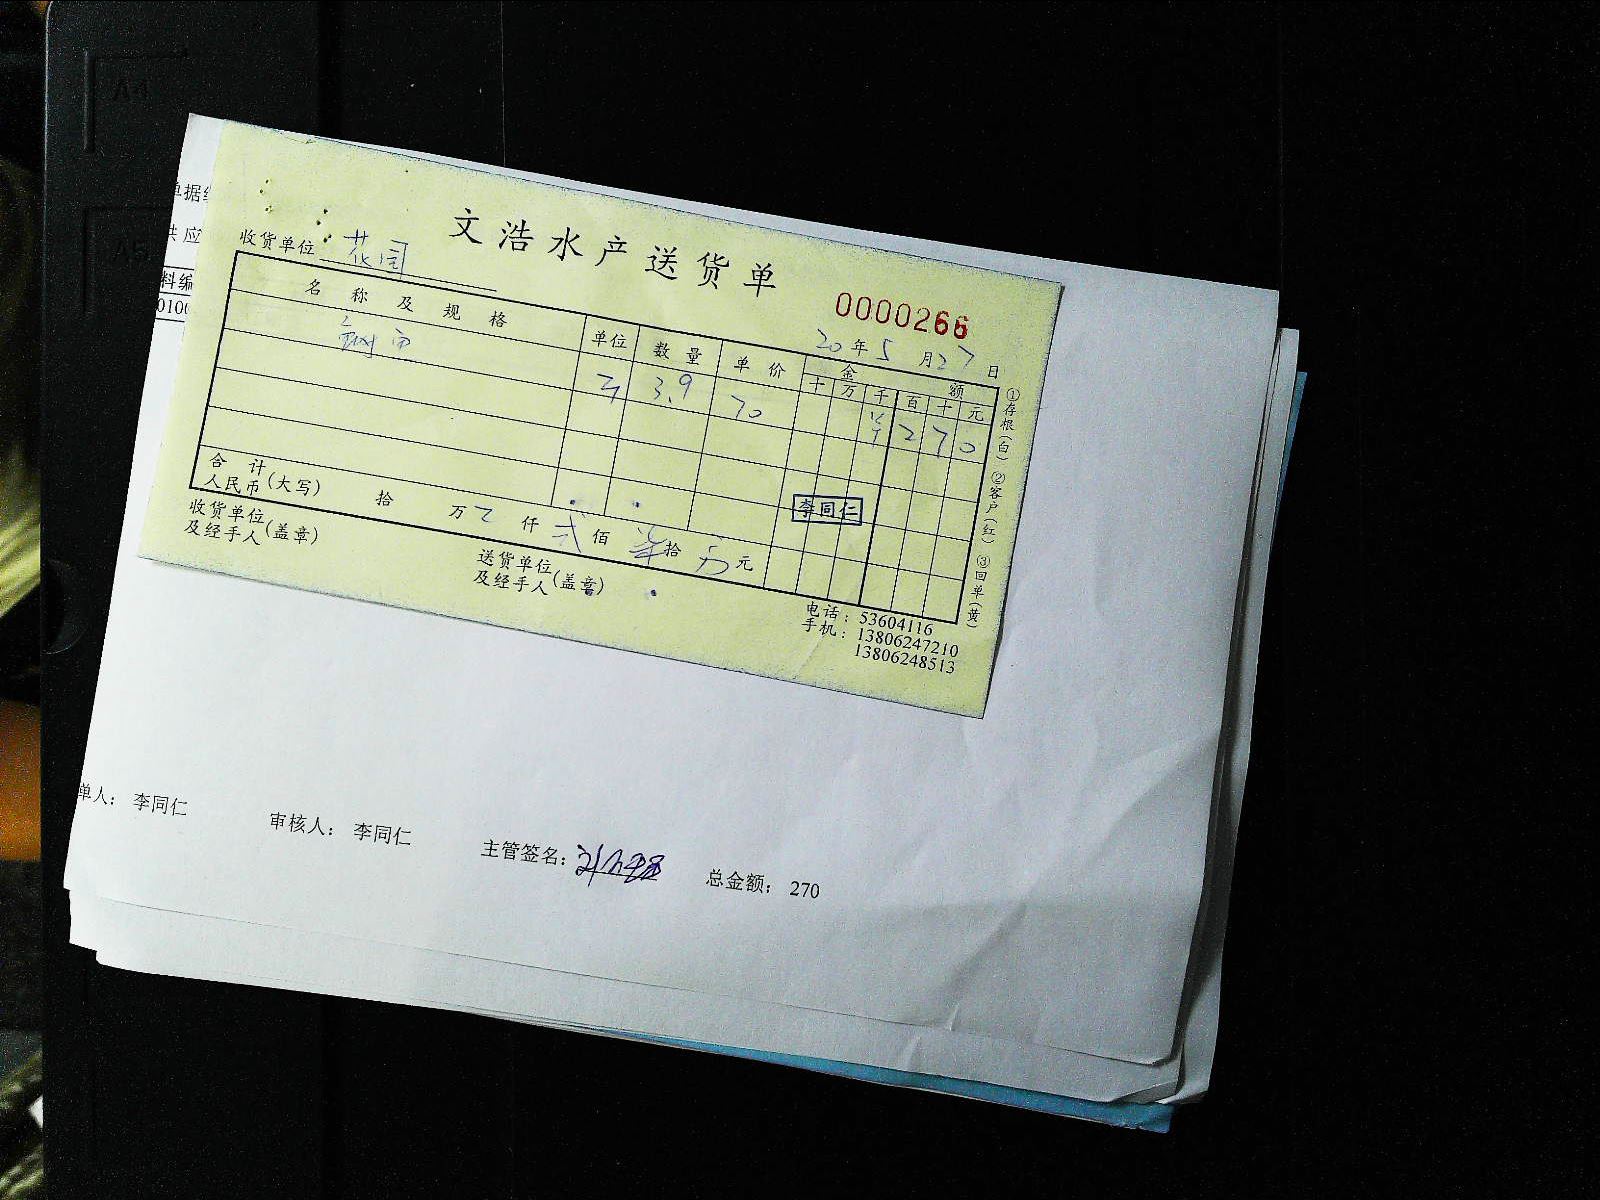 A4
A5
单据
供应
料编
010
文浩水产送货单
收货单位 花园
0000266
20年5月27日
名称及规格 单位 数量 单价 金额
十 万 千 百 十 元
3.9 70 ¥ 2 7 0
合计
人民币(大写) 拾 万 仟 弍 佰 柒 拾 元
李同仁
收货单位
及经手人(盖章)
送货单位
及经手人(盖章)
电话：53604116
手机：13806247210
13806248513
①存根(白) ②客户(红) ③回单(黄)
单人： 李同仁 审核人： 李同仁 主管签名： 总金额： 270